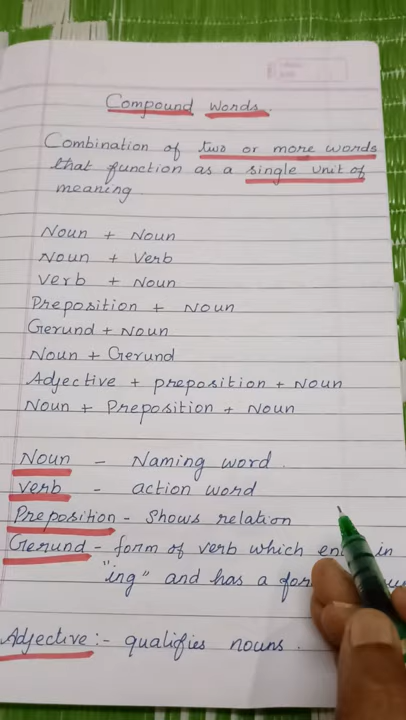 Compound Words.
Combination of two or more words
that function as a single unit of
meaning.
Noun + Noun
Noun + Verb
Verb + Noun
Preposition + Noun
Gerund + Noun
Noun + Gerund
Adjective + preposition + Noun
Noun + Preposition + Noun
Noun - Naming word.
Verb - action word
Preposition - Shows relation
Gerund - form of verb which in
"ing" and has a
Adjective :- qualifies nouns.